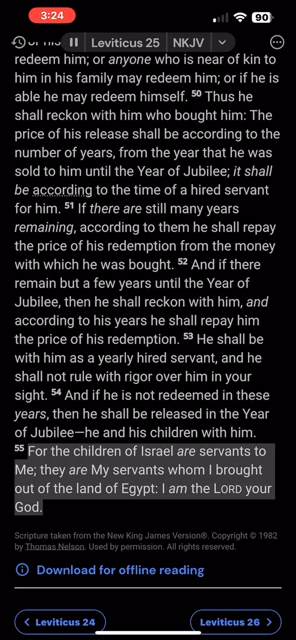 3:24
90
Leviticus 25 NKJV
redeem him; or anyone who is near of kin to
him in his family may redeem him; or if he is
able he may redeem himself. 50 Thus he
shall reckon with him who bought him: The
price of his release shall be according to the
number of years, from the year that he was
sold to him until the Year of Jubilee; it shall
be according to the time of a hired servant
for him. 51 If there are still many years
remaining, according to them he shall repay
the price of his redemption from the money
with which he was bought. 52 And if there
remain but a few years until the Year of
Jubilee, then he shall reckon with him, and
according to his years he shall repay him
the price of his redemption. 53 He shall be
with him as a yearly hired servant, and he
shall not rule with rigor over him in your
sight. 54 And if he is not redeemed in these
years, then he shall be released in the Year
of Jubilee—he and his children with him.
55 For the children of Israel are servants to
Me; they are My servants whom I brought
out of the land of Egypt: I am the LORD your
God.
Scripture taken from the New King James Version®. Copyright © 1982
by Thomas Nelson. Used by permission. All rights reserved.
Download for offline reading
Leviticus 24
Leviticus 26